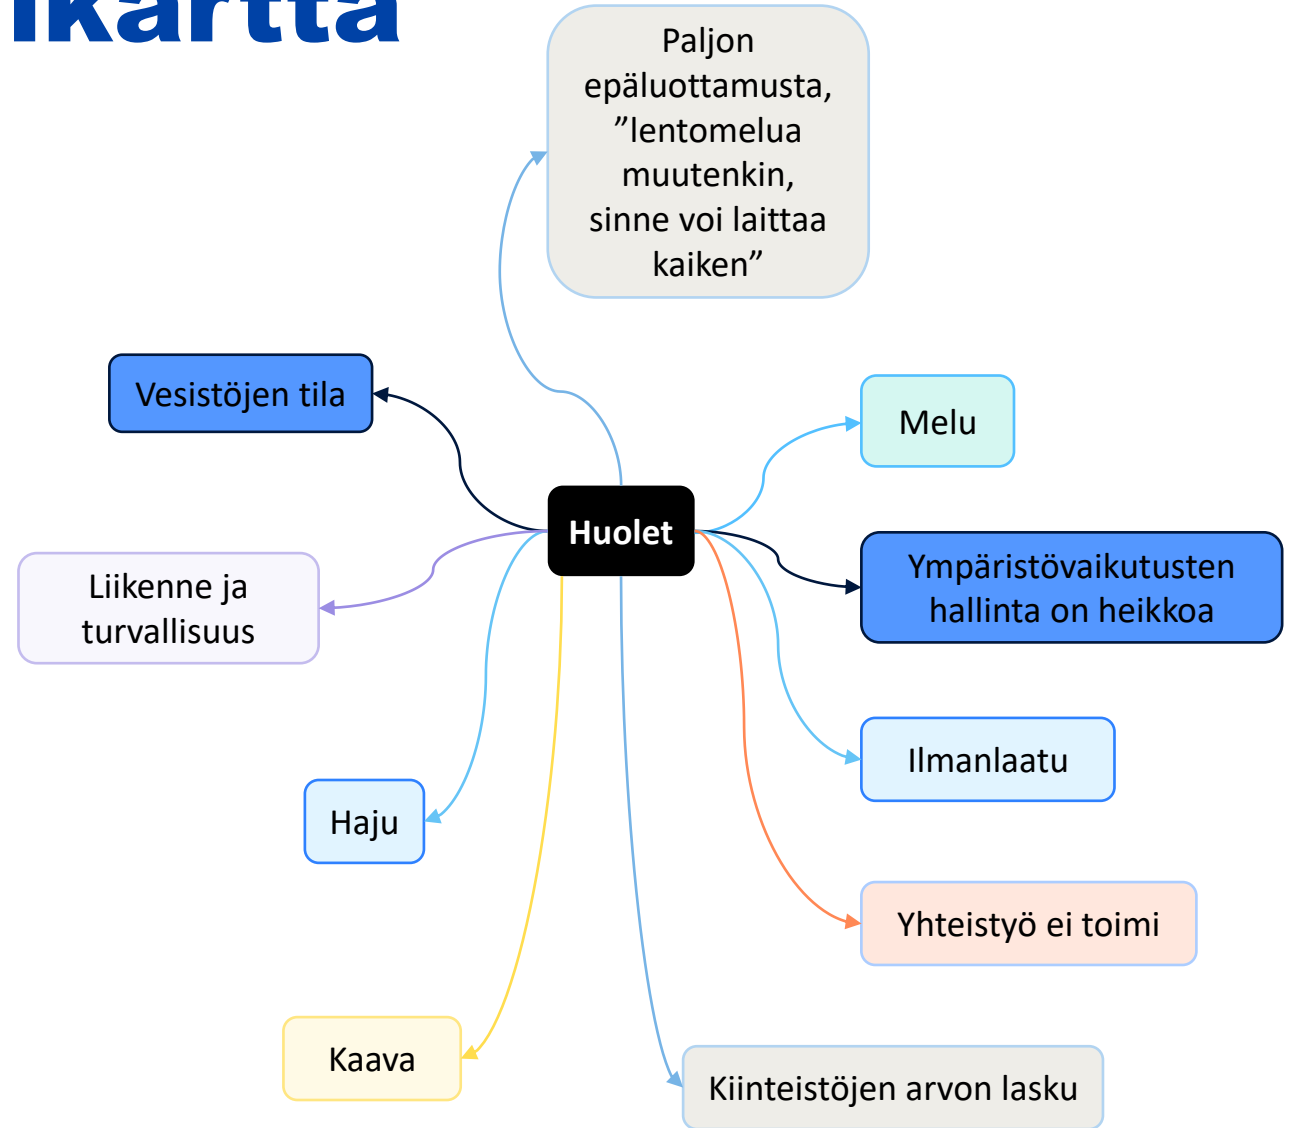 ikartta
Paljon
epäluottamusta,
”lentomelua
muutenkin,
sinne voi laittaa
kaiken”
Vesistöjen tila
Melu
Huolet
Ympäristövaikutusten
hallinta on heikkoa
Liikenne ja
turvallisuus
Ilmanlaatu
Haju
Yhteistyö ei toimi
Kaava
Kiinteistöjen arvon lasku